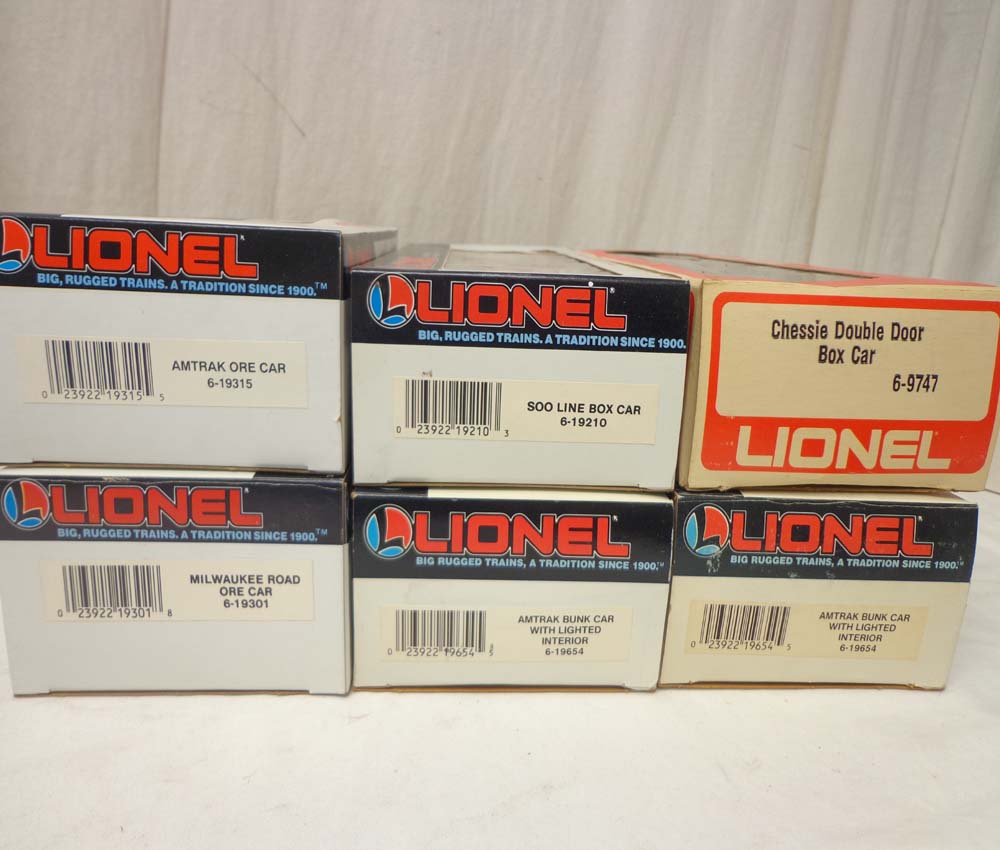 LIONEL
BIG, RUGGED TRAINS. A TRADITION SINCE 1900.™
AMTRAK ORE CAR
6-19315
0 23922 19315 5
LIONEL
BIG, RUGGED TRAINS. A TRADITION SINCE 1900.
SOO LINE BOX CAR
6-19210
0 23922 19210 3
Chessie Double Door
Box Car
6-9747
LIONEL
LIONEL
BIG, RUGGED TRAINS. A TRADITION SINCE 1900.™
MILWAUKEE ROAD
ORE CAR
6-19301
0 23922 19301 8
LIONEL
BIG RUGGED TRAINS, A TRADITION SINCE 1900.™
AMTRAK BUNK CAR
WITH LIGHTED
INTERIOR
6-19654
0 23922 19654 5
LIONEL
BIG RUGGED TRAINS, A TRADITION SINCE 1900.™
AMTRAK BUNK CAR
WITH LIGHTED
INTERIOR
6-19654
0 23922 19654 5